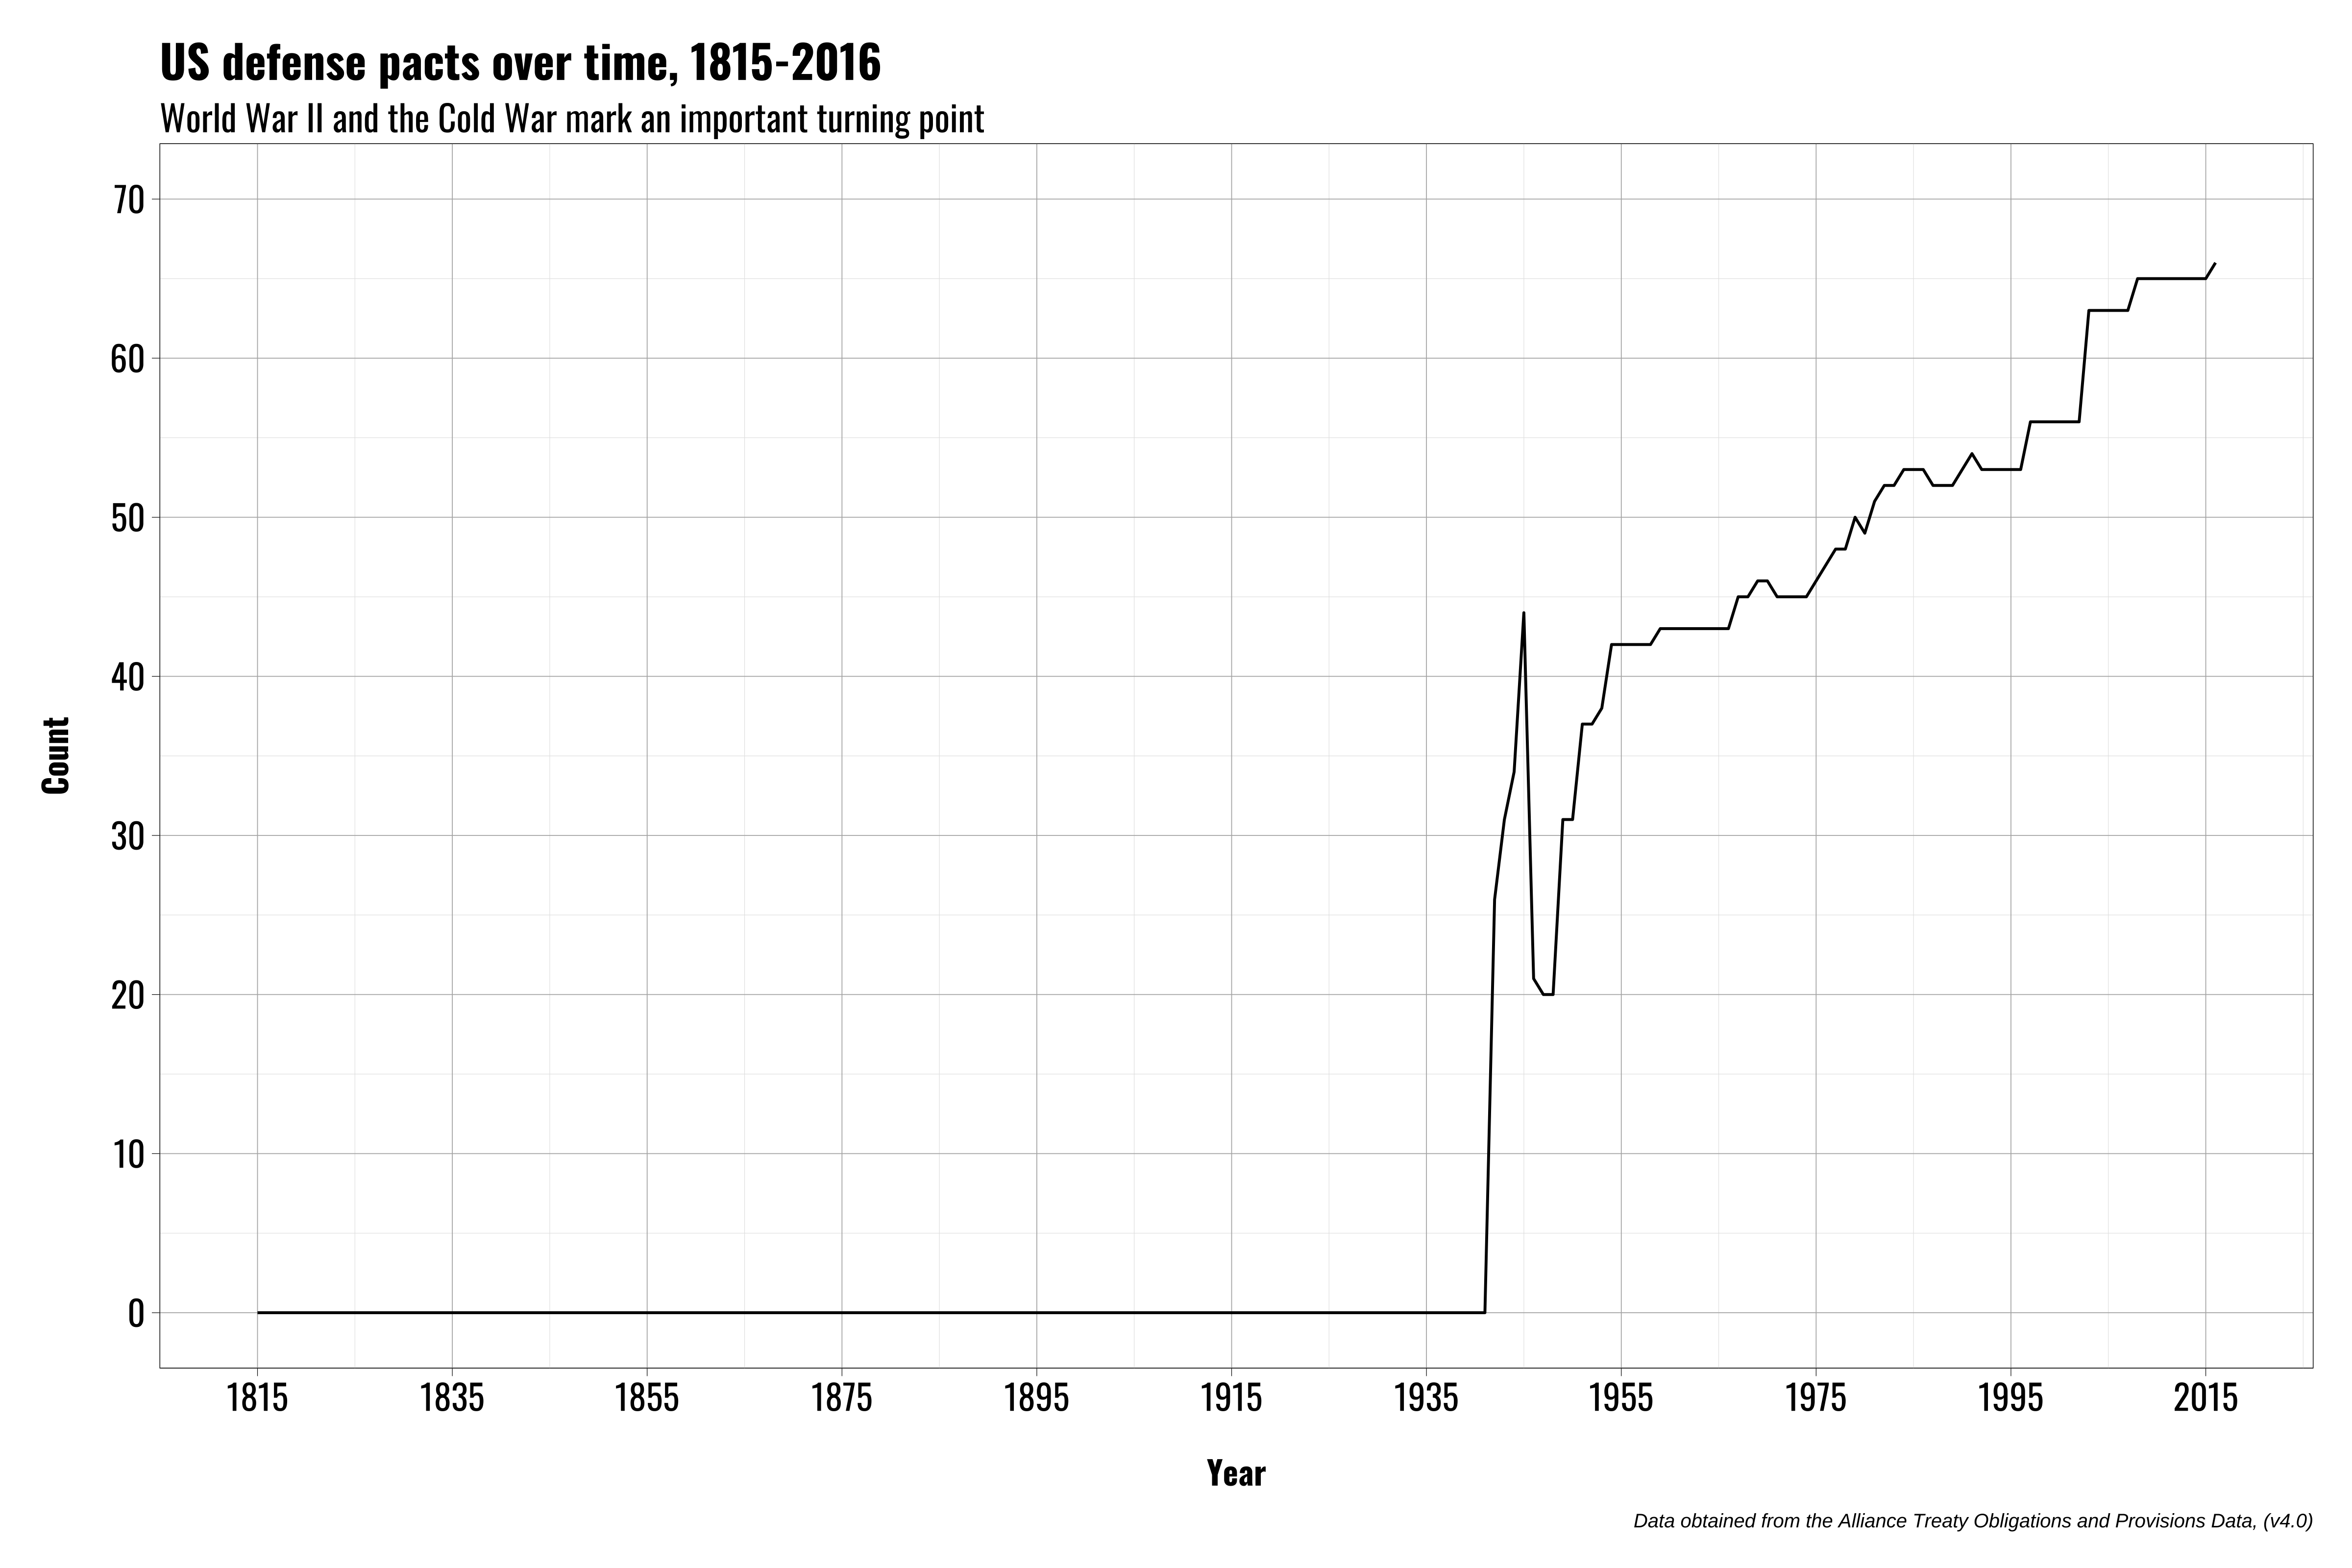 US defense pacts over time, 1815-2016
World War II and the Cold War mark an important turning point
70
60
50
40
30
20
10
0
Count
1815 1835 1855 1875 1895 1915 1935 1955 1975 1995 2015
Year
Data obtained from the Alliance Treaty Obligations and Provisions Data, (v4.0)